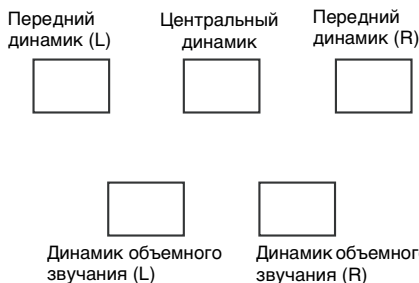 Передний
динамик (L)
Центральный
динамик
Передний
динамик (R)
Динамик объемного
звучания (L)
Динамик объемног
звучания (R)